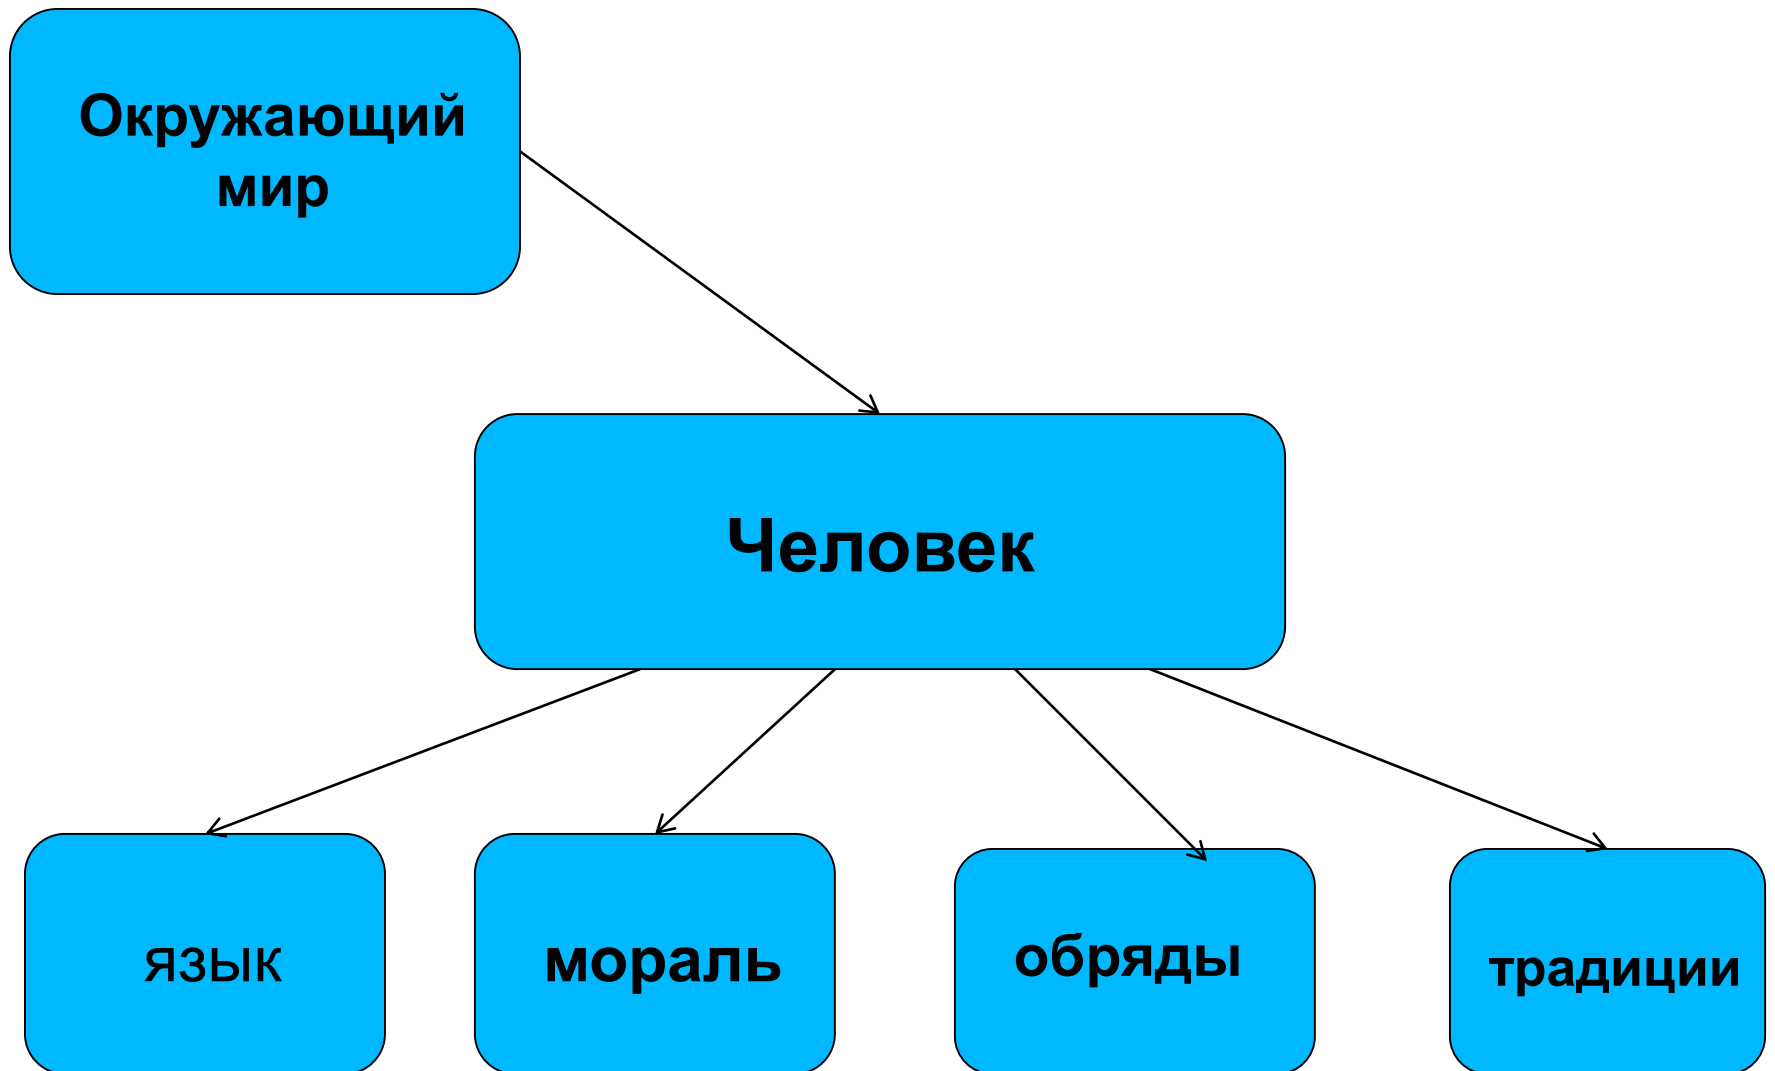 Окружающий
мир
Человек
язык
мораль
обряды
традиции